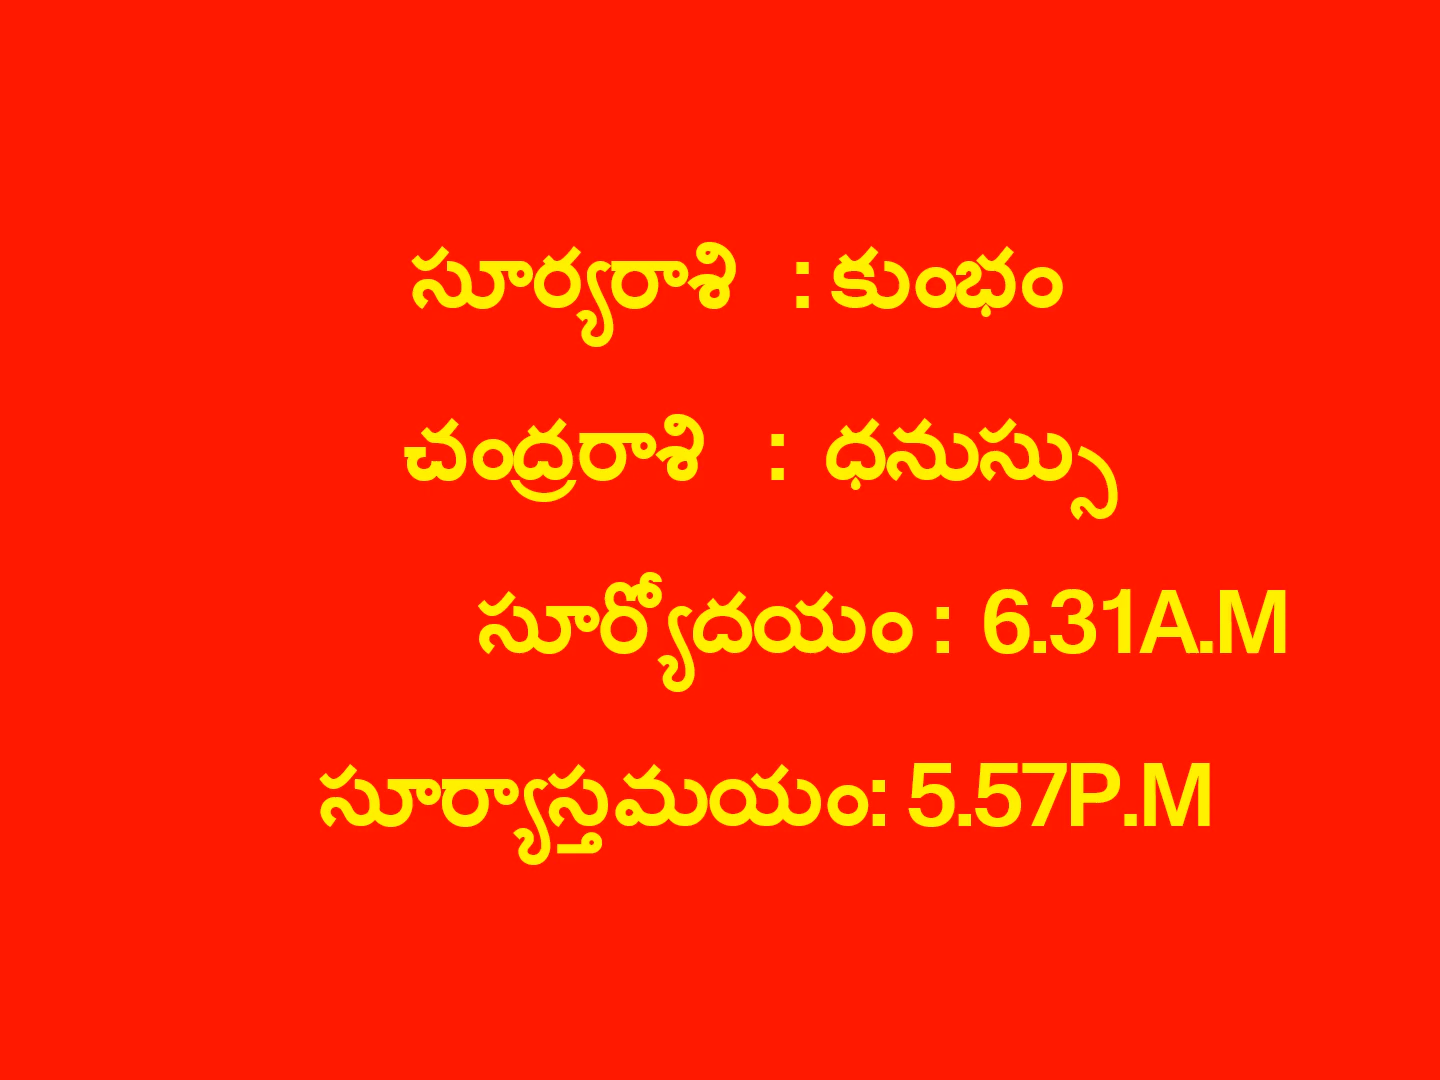 సూర్యరాశి : కుంభం
చంద్రరాశి : ధనుస్సు
సూర్యోదయం : 6.31A.M
సూర్యాస్తమయం: 5.57P.M